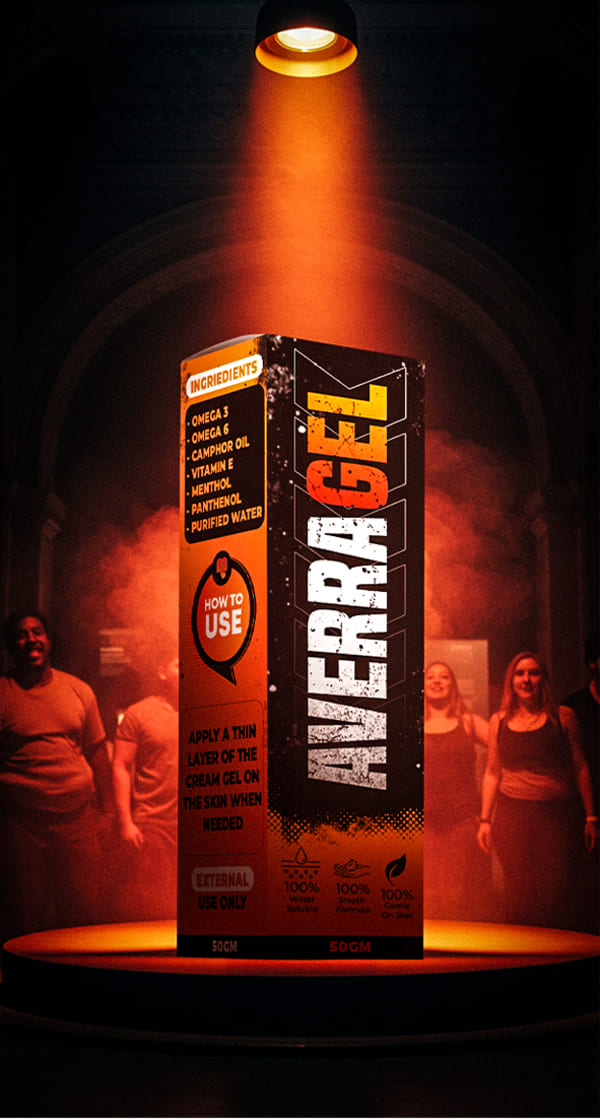 INGRIEDIENTS
- OMEGA 3
- OMEGA 6
- CAMPHOR OIL
- VITAMIN E
- MENTHOL
- PANTHENOL
- PURIFIED WATER
HOW TO
USE
APPLY A THIN
LAYER OF THE
CREAM GEL ON
THE SKIN WHEN
NEEDED
EXTERNAL
USE ONLY
50GM
AVERRAGEL
100%
Water
Soluble
100%
Smoth
Formula
100%
Gentle
On Skin
50GM